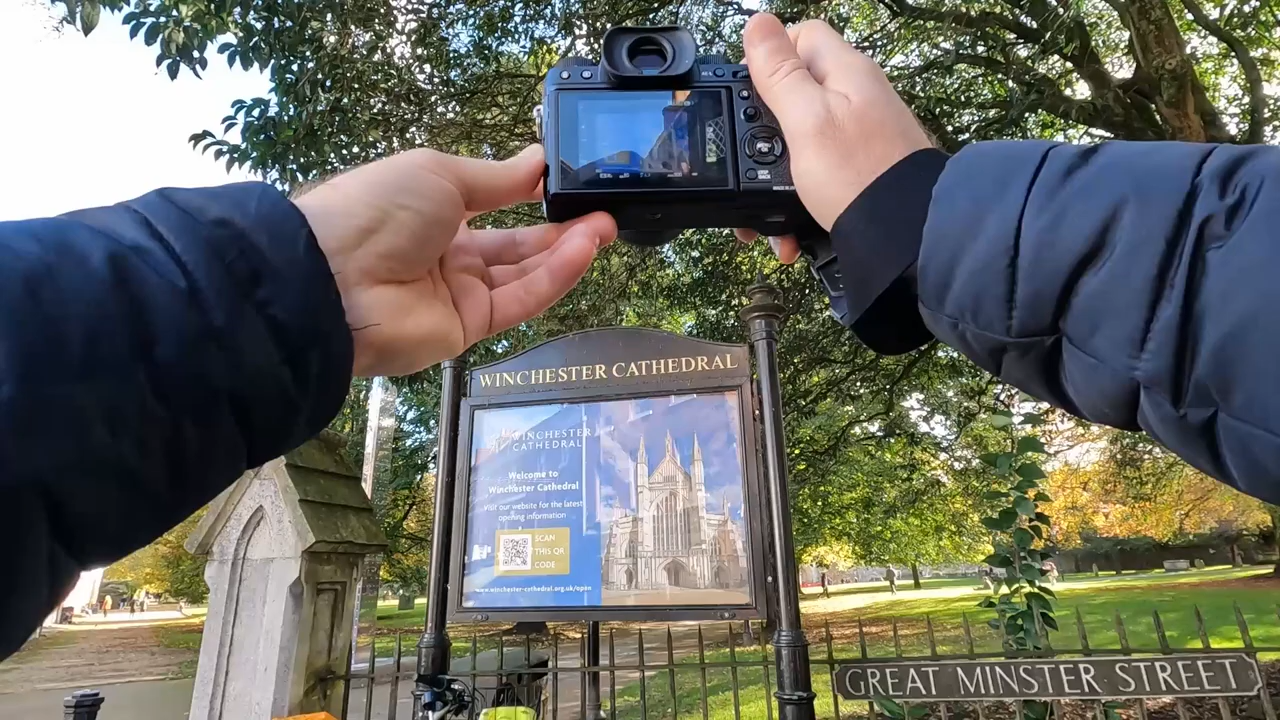 WINCHESTER CATHEDRAL
WINCHESTER
CATHEDRAL
Welcome to
Winchester Cathedral
Visit our website for the latest
opening information
SCAN
THIS QR
CODE
www.winchester-cathedral.org.uk/open
GREAT MINSTER STREET